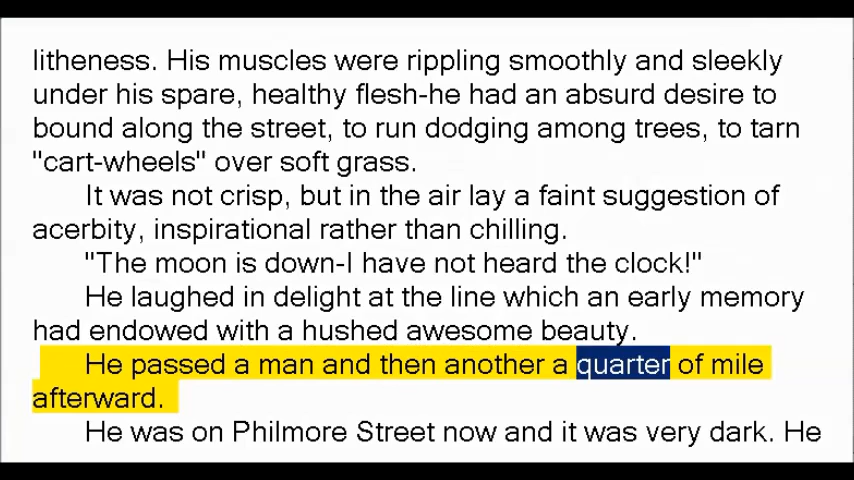 litheness. His muscles were rippling smoothly and sleekly
under his spare, healthy flesh-he had an absurd desire to
bound along the street, to run dodging among trees, to tarn
"cart-wheels" over soft grass.
It was not crisp, but in the air lay a faint suggestion of
acerbity, inspirational rather than chilling.
"The moon is down-I have not heard the clock!"
He laughed in delight at the line which an early memory
had endowed with a hushed awesome beauty.
He passed a man and then another a quarter of mile
afterward.
He was on Philmore Street now and it was very dark. He